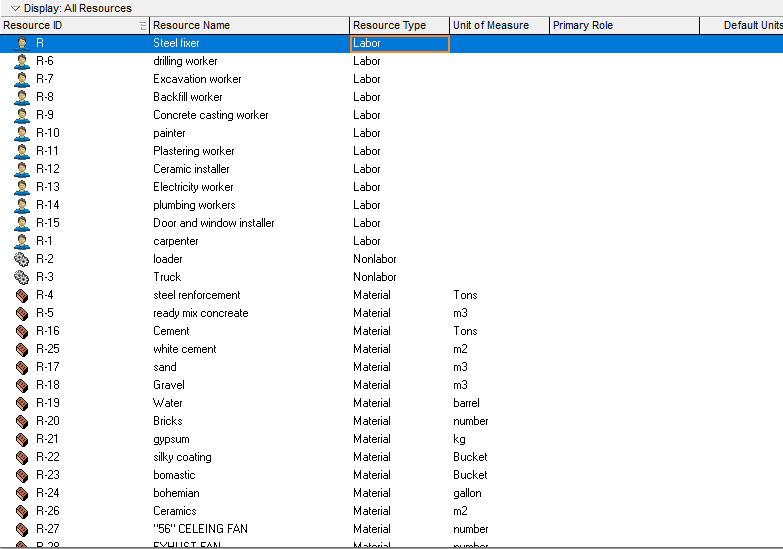 Display: All Resources
Resource ID Resource Name Resource Type Unit of Measure Primary Role Default Units
R Steel fixer Labor
R-6 drilling worker Labor
R-7 Excavation worker Labor
R-8 Backfill worker Labor
R-9 Concrete casting worker Labor
R-10 painter Labor
R-11 Plastering worker Labor
R-12 Ceramic installer Labor
R-13 Electricity worker Labor
R-14 plumbing workers Labor
R-15 Door and window installer Labor
R-1 carpenter Labor
R-2 loader Nonlabor
R-3 Truck Nonlabor
R-4 steel renforcement Material Tons
R-5 ready mix concreate Material m3
R-16 Cement Material Tons
R-25 white cement Material m2
R-17 sand Material m3
R-18 Gravel Material m3
R-19 Water Material barrel
R-20 Bricks Material number
R-21 gypsum Material kg
R-22 silky coating Material Bucket
R-23 bomastic Material Bucket
R-24 bohemian Material gallon
R-26 Ceramics Material m2
R-27 "56" CELEING FAN Material number
R-28 EXHUST FAN Material number